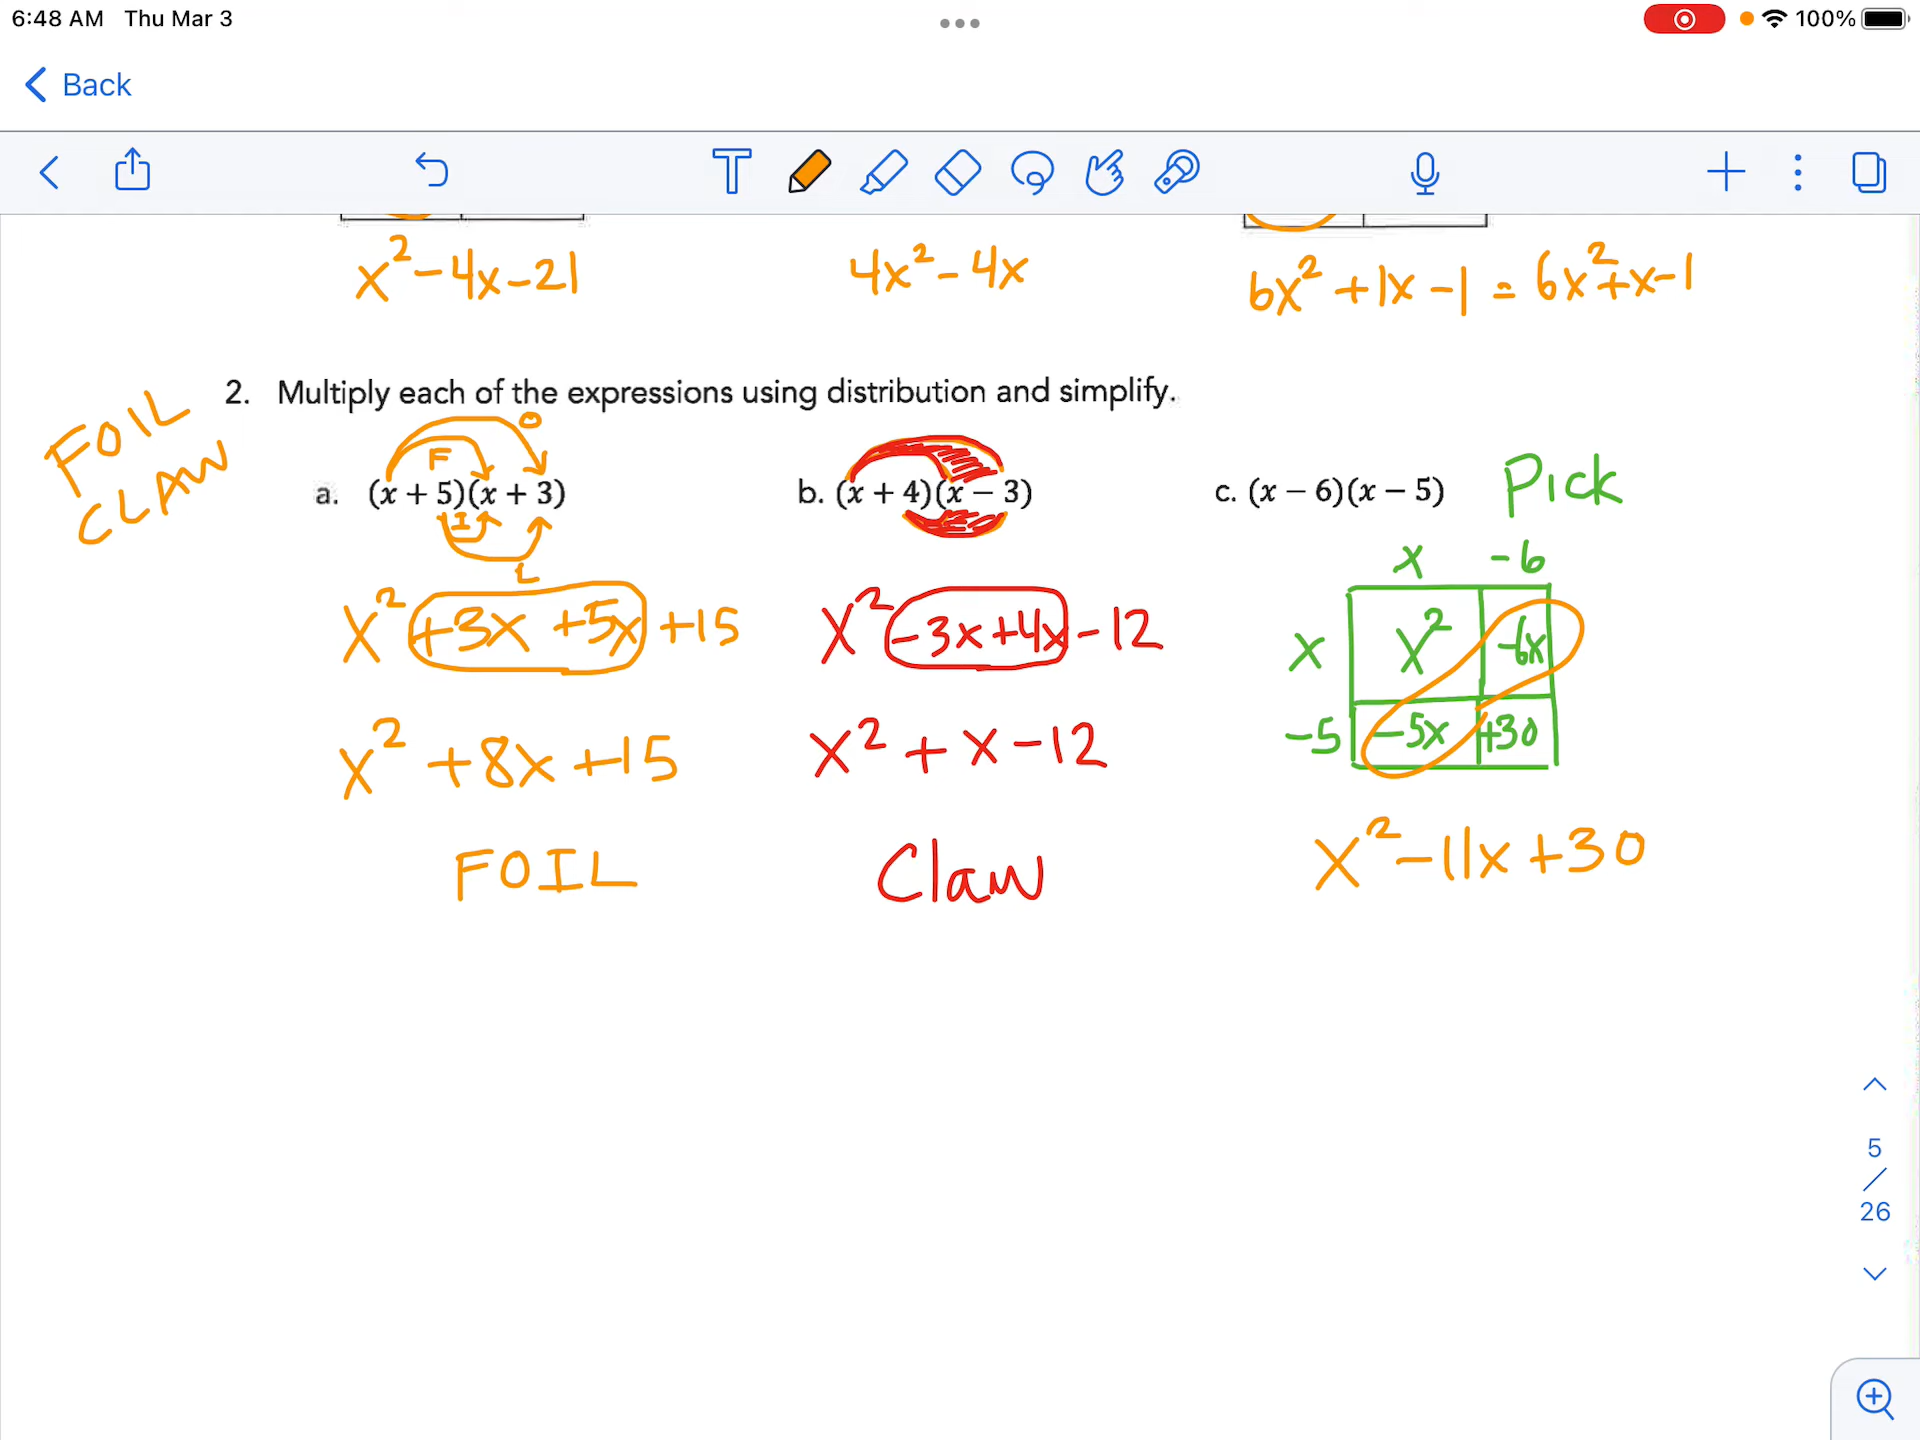 6:48 AM Thu Mar 3 100%
Back
x² - 4x - 21
4x² - 4x
6x² + 1x - 1 = 6x² + x - 1
FOIL
CLAW
2. Multiply each of the expressions using distribution and simplify.
F O
a. (x + 5)(x + 3)
I
L
x² + 3x + 5x + 15
x² + 8x + 15
FOIL
b. (x + 4)(x − 3)
x² - 3x + 4x - 12
x² + x - 12
Claw
c. (x − 6)(x − 5) Pick
x -6
x x² -6x
-5 -5x +30
x² - 11x + 30
5
/
26